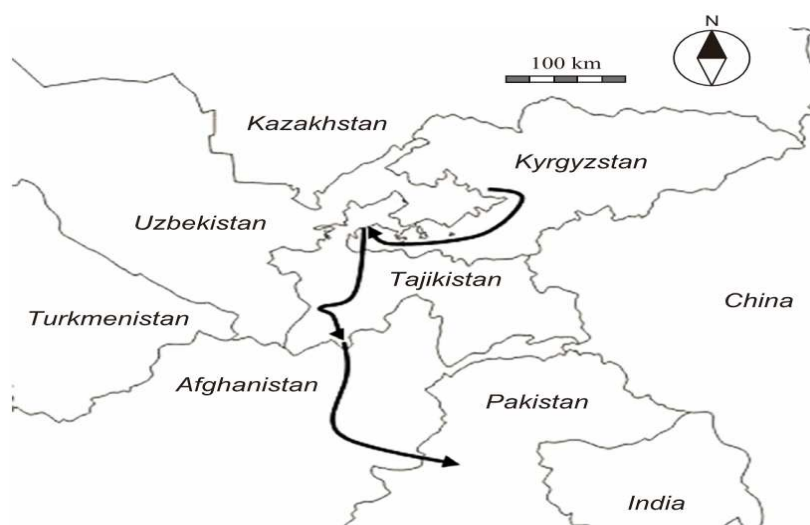 N
100 km
Kazakhstan
Kyrgyzstan
Uzbekistan
Tajikistan
China
Turkmenistan
Afghanistan
Pakistan
India